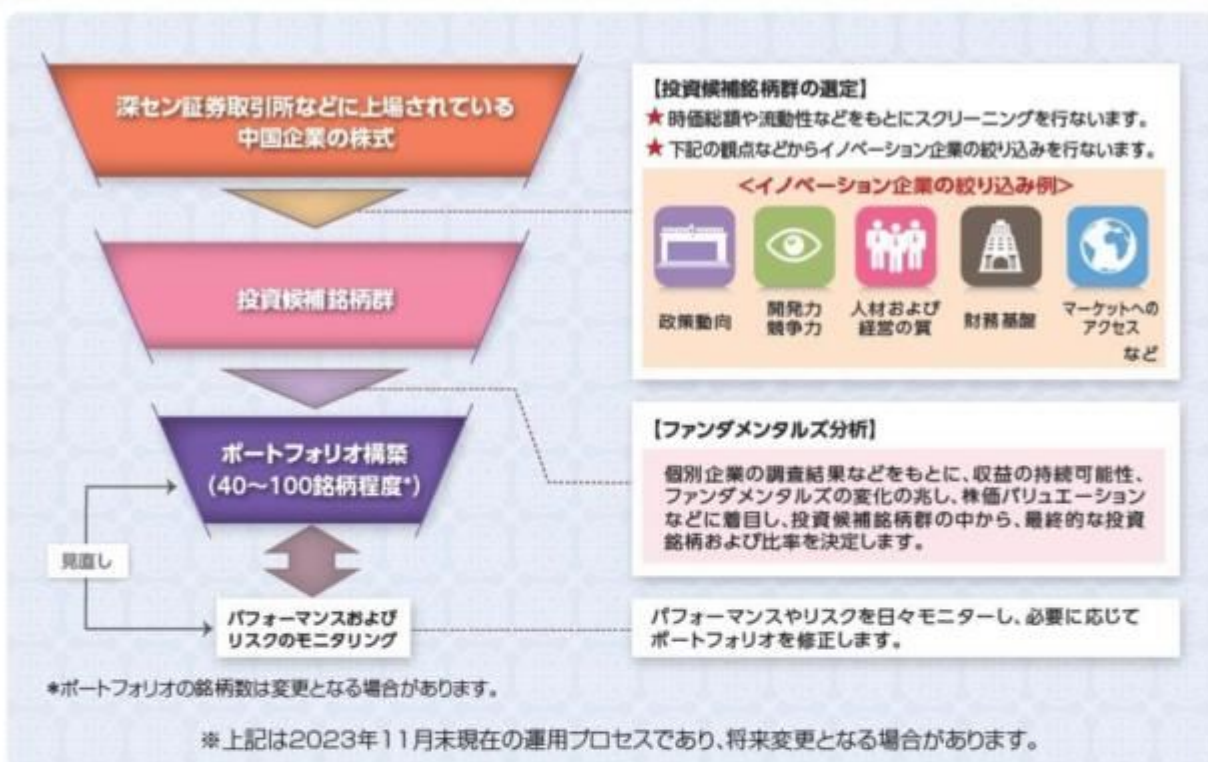 深セン証券取引所などに上場されている
中国企業の株式
投資候補銘柄群
ポートフォリオ構築
(40～100銘柄程度*)
見直し
パフォーマンスおよび
リスクのモニタリング
【投資候補銘柄群の選定】
★時価総額や流動性などをもとにスクリーニングを行ないます。
★下記の観点などからイノベーション企業の絞り込みを行ないます。
<イノベーション企業の絞り込み例>
政策動向
開発力
競争力
人材および
経営の質
財務基盤
マーケットへの
アクセス
など
【ファンダメンタルズ分析】
個別企業の調査結果などをもとに、収益の持続可能性、
ファンダメンタルズの変化の兆し、株価バリュエーション
などに着目し、投資候補銘柄群の中から、最終的な投資
銘柄および比率を決定します。
パフォーマンスやリスクを日々モニターし、必要に応じて
ポートフォリオを修正します。
*ポートフォリオの銘柄数は変更となる場合があります。
※上記は2023年11月末現在の運用プロセスであり、将来変更となる場合があります。